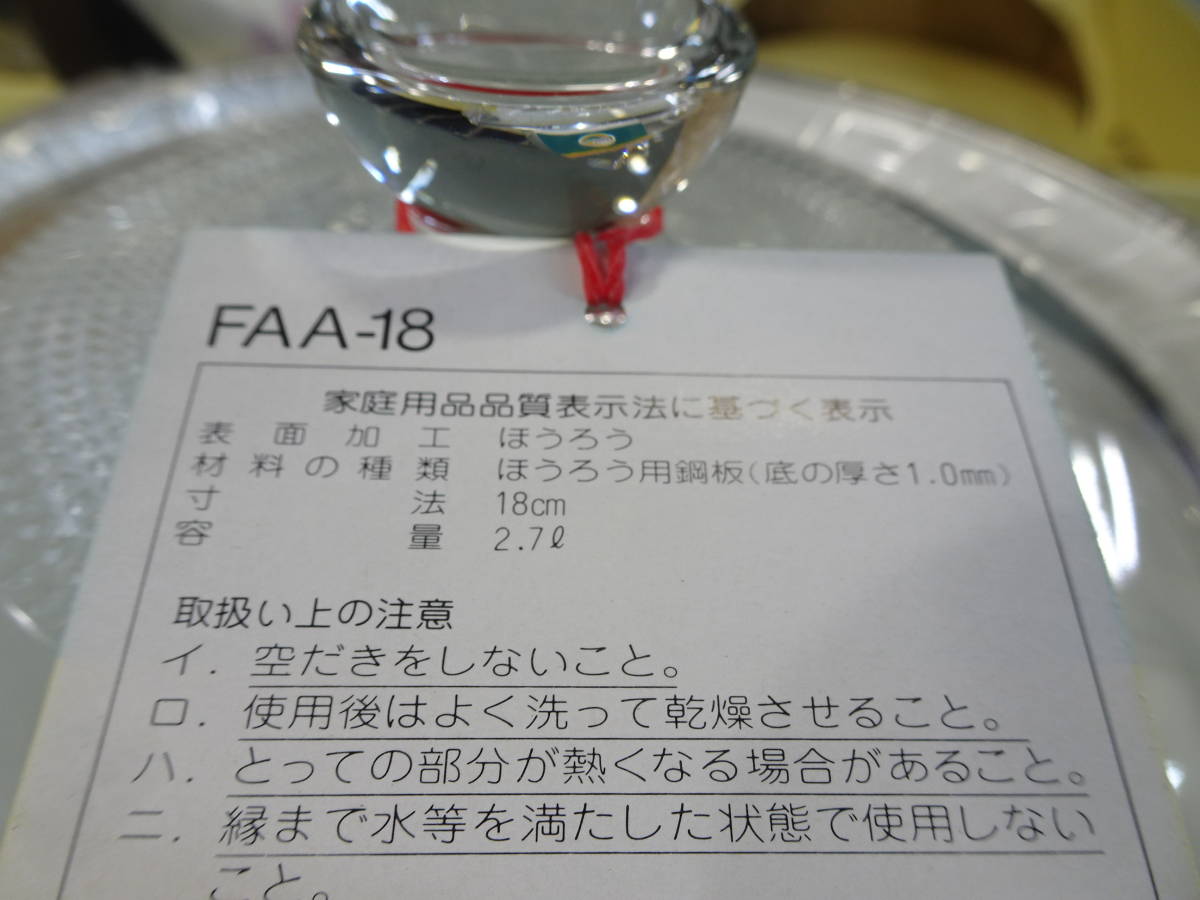 FAA-18
家庭用品品質表示法に基づく表示
表面加工 ほうろう
材料の種類 ほうろう用鋼板(底の厚さ1.0mm)
寸法 18cm
容量 2.7ℓ
取扱い上の注意
イ. 空だきをしないこと。
ロ. 使用後はよく洗って乾燥させること。
ハ. とっての部分が熱くなる場合があること。
ニ. 縁まで水等を満たした状態で使用しない
こと。